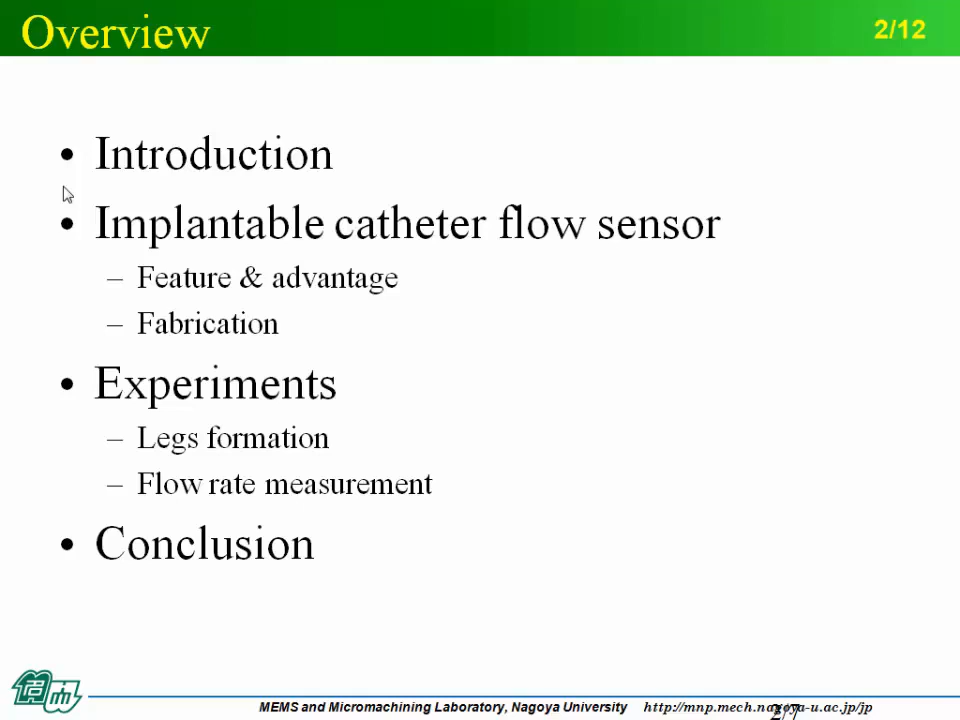 Overview
2/12
• Introduction
• Implantable catheter flow sensor
– Feature & advantage
– Fabrication
• Experiments
– Legs formation
– Flow rate measurement
• Conclusion
MEMS and Micromachining Laboratory, Nagoya University http://mnp.mech.nagoya-u.ac.jp/jp
2/7